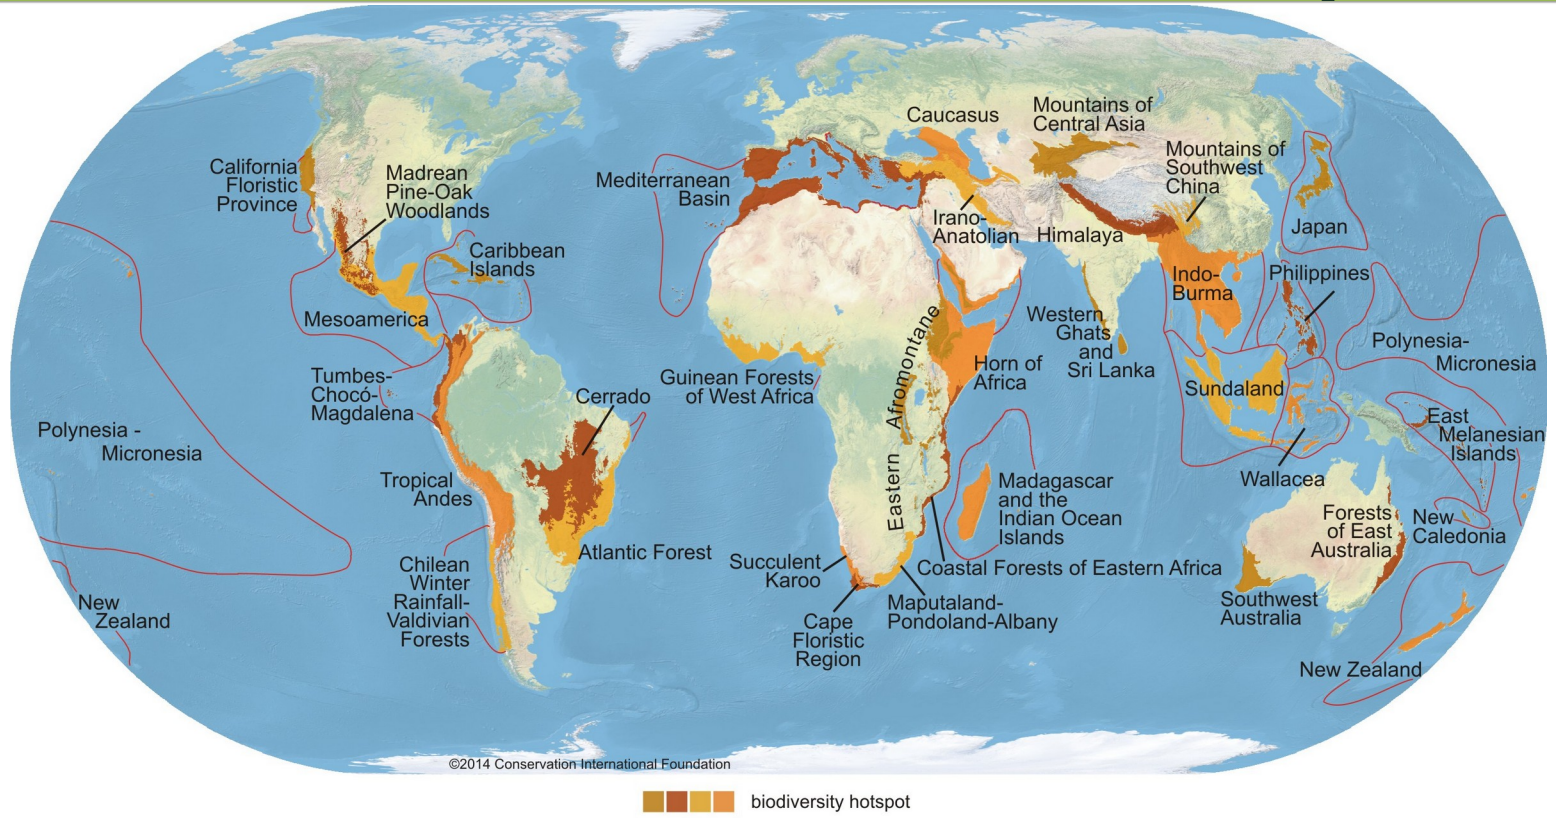 Caucasus
Mountains of
Central Asia
Mountains of
Southwest
China
California
Floristic
Province
Madrean
Pine-Oak
Woodlands
Mediterranean
Basin
Irano-
Anatolian
Himalaya
Japan
Caribbean
Islands
Indo-
Burma
Philippines
Mesoamerica
Western
Ghats
and
Sri Lanka
Polynesia-
Micronesia
Tumbes-
Chocó-
Magdalena
Cerrado
Guinean Forests
of West Africa
Eastern Afromontane
Horn of
Africa
Sundaland
Polynesia -
Micronesia
East
Melanesian
Islands
Tropical
Andes
Madagascar
and the
Indian Ocean
Islands
Wallacea
Forests
of East
Australia
New
Caledonia
Atlantic Forest
Succulent
Karoo
Coastal Forests of Eastern Africa
Chilean
Winter
Rainfall-
Valdivian
Forests
New
Zealand
Cape
Floristic
Region
Maputaland-
Pondoland-Albany
Southwest
Australia
New Zealand
©2014 Conservation International Foundation
biodiversity hotspot